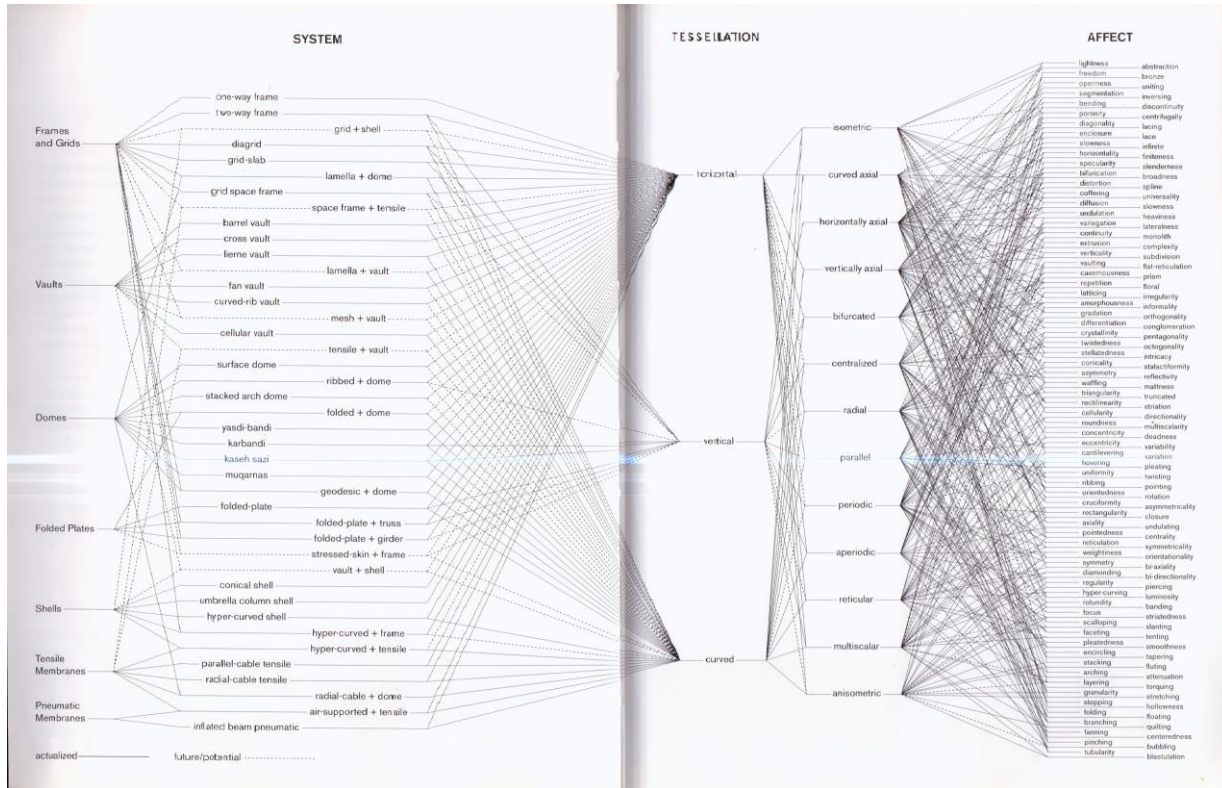 SYSTEM
TESSELLATION
AFFECT
Frames
and Grids
Vaults
Domes
Folded Plates
Shells
Tensile
Membranes
Pneumatic
Membranes
one-way frame
two-way frame
grid + shell
diagrid
grid-slab
lamella + dome
grid space frame
space frame + tensile
barrel vault
cross vault
lierne vault
lamella + vault
fan vault
curved-rib vault
mesh + vault
cellular vault
tensile + vault
surface dome
ribbed + dome
stacked arch dome
folded + dome
yasdi-bandi
karbandi
kaseh sazi
muqarnas
geodesic + dome
folded-plate
folded-plate + truss
folded-plate + girder
stressed-skin + frame
vault + shell
conical shell
umbrella column shell
hyper-curved shell
hyper-curved + frame
hyper-curved + tensile
parallel-cable tensile
radial-cable tensile
radial-cable + dome
air-supported + tensile
inflated beam pneumatic
actualized
future/potential
horizontal
vertical
curved
isometric
curved axial
horizontally axial
vertically axial
bifurcated
centralized
radial
parallel
periodic
aperiodic
reticular
multiscalar
anisometric
lightness
freedom
openness
segmentation
bending
porosity
diagonality
enclosure
slowness
horizontality
specularity
bifurcation
distortion
coffering
diffusion
undulation
variegation
continuity
extrusion
verticality
vaulting
cavernousness
repetition
latticing
amorphousness
gradation
differentiation
crystallinity
twistedness
stellatedness
conicality
asymmetry
waffling
triangularity
rectilinearity
cellularity
roundness
concentricity
eccentricity
cantilevering
hovering
uniformity
ribbing
orientedness
cruciformity
rectangularity
axiality
pointedness
reticulation
weightiness
symmetry
diamonding
regularity
hyper-curving
rotundity
focus
scalloping
faceting
pleatedness
encircling
stacking
arching
layering
granularity
stepping
folding
branching
fanning
pinching
tubularity
abstraction
bronze
uniting
inversing
discontinuity
centrifugally
lacing
lace
infinite
finiteness
slenderness
broadness
spline
universality
slowness
heaviness
lateralness
monolith
complexity
subdivision
flat-reticulation
prism
floral
irregularity
informality
orthogonality
conglomeration
pentagonality
octogonality
intricacy
stalactiformity
reflectivity
mattness
truncated
striation
directionality
multiscalarity
deadness
variation
pleating
twisting
pointing
rotation
asymmetricality
closure
undulating
centrality
symmetricality
orientationality
bi-axiality
bi-directionality
piercing
luminosity
banding
striatedness
slanting
tenting
smoothness
tapering
fluting
attenuation
torquing
stretching
hollowness
floating
quilting
centeredness
bubbling
blastulation